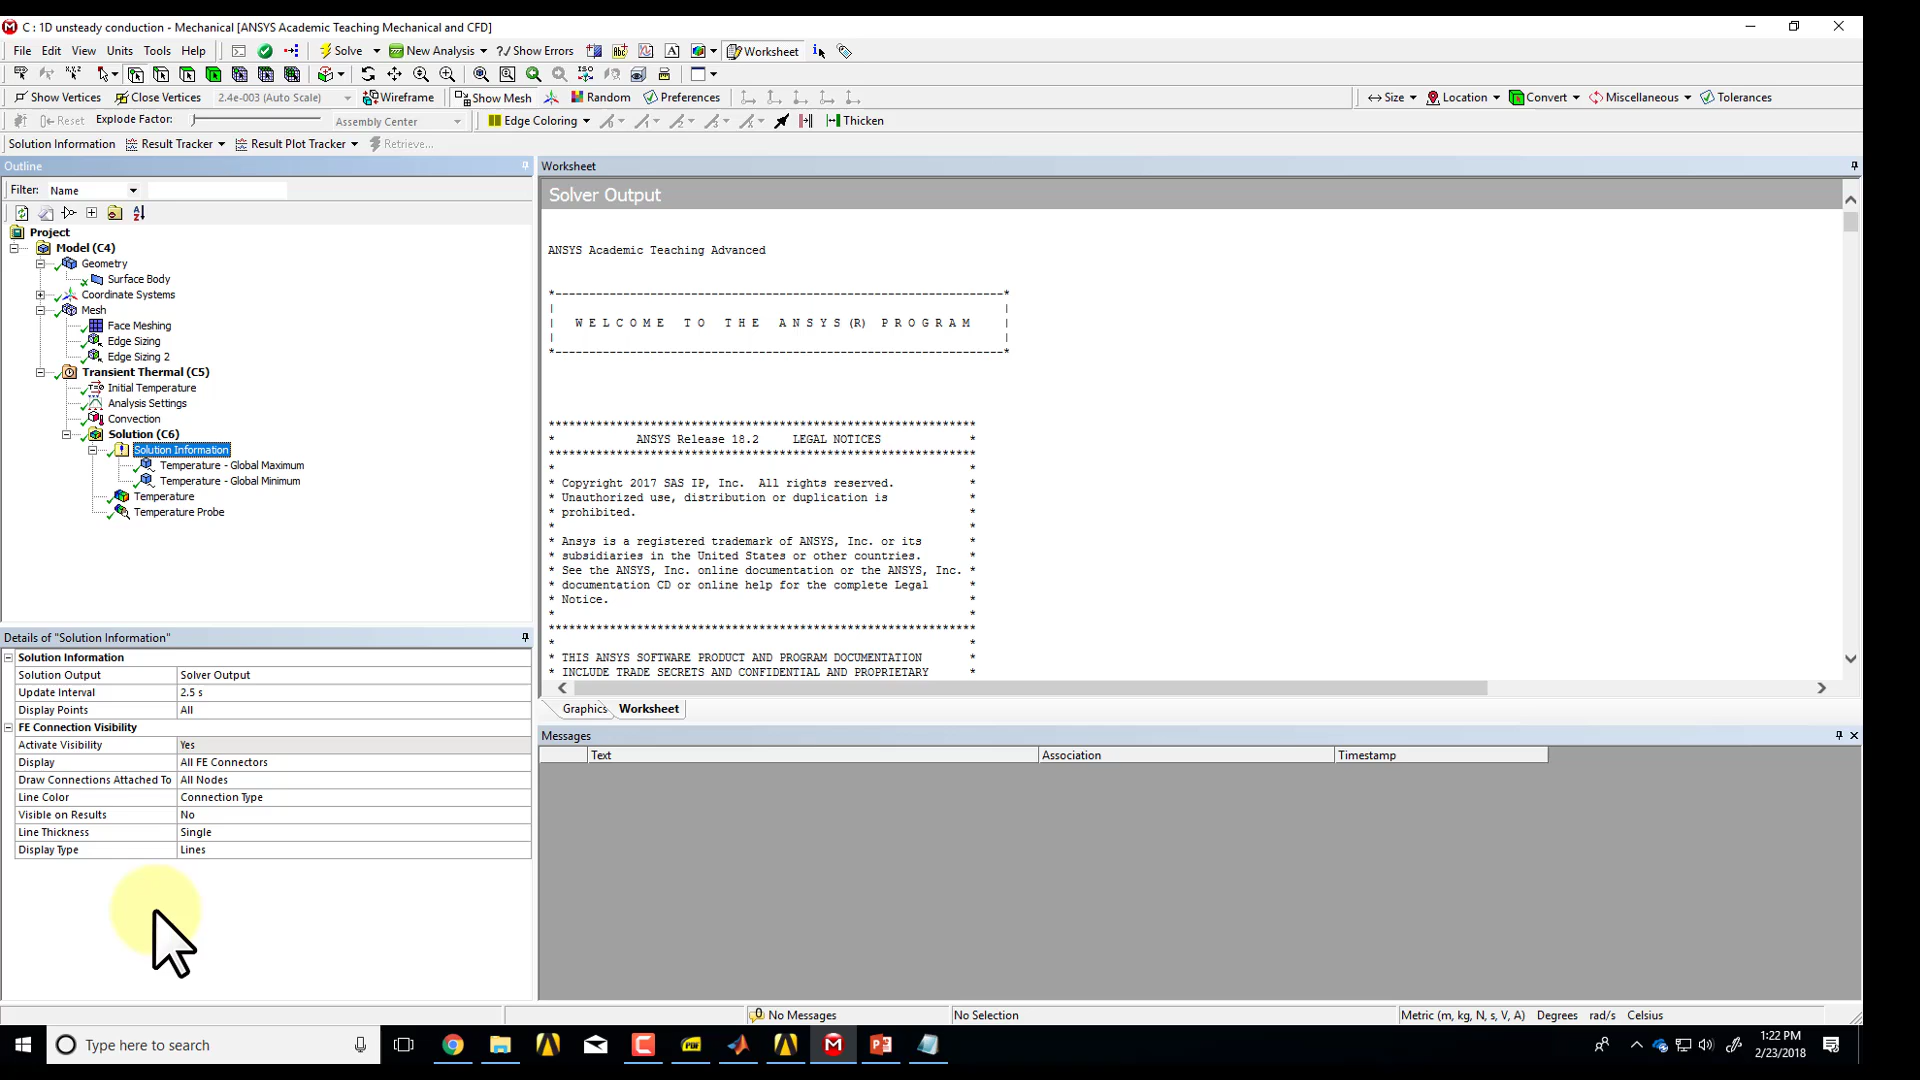 C : 1D unsteady conduction - Mechanical [ANSYS Academic Teaching Mechanical and CFD]
File Edit View Units Tools Help Solve New Analysis ?/ Show Errors Worksheet
Show Vertices Close Vertices 2.4e-003 (Auto Scale) Wireframe Show Mesh Random Preferences Size Location Convert Miscellaneous Tolerances
Reset Explode Factor: Assembly Center Edge Coloring Thicken
Solution Information Result Tracker Result Plot Tracker Retrieve...
Outline
Filter: Name
Project
Model (C4)
Geometry
Surface Body
Coordinate Systems
Mesh
Face Meshing
Edge Sizing
Edge Sizing 2
Transient Thermal (C5)
Initial Temperature
Analysis Settings
Convection
Solution (C6)
Solution Information
Temperature - Global Maximum
Temperature - Global Minimum
Temperature
Temperature Probe
Details of "Solution Information"
Solution Information
Solution Output Solver Output
Update Interval 2.5 s
Display Points All
FE Connection Visibility
Activate Visibility Yes
Display All FE Connectors
Draw Connections Attached To All Nodes
Line Color Connection Type
Visible on Results No
Line Thickness Single
Display Type Lines
Worksheet
Solver Output
ANSYS Academic Teaching Advanced
*------------------------------------------------------------------*
| |
| W E L C O M E T O T H E A N S Y S (R) P R O G R A M |
| |
*------------------------------------------------------------------*
***************************************************************
* ANSYS Release 18.2 LEGAL NOTICES *
***************************************************************
* *
* Copyright 2017 SAS IP, Inc. All rights reserved. *
* Unauthorized use, distribution or duplication is *
* prohibited. *
* *
* Ansys is a registered trademark of ANSYS, Inc. or its *
* subsidiaries in the United States or other countries. *
* See the ANSYS, Inc. online documentation or the ANSYS, Inc. *
* documentation CD or online help for the complete Legal *
* Notice. *
* *
***************************************************************
* *
* THIS ANSYS SOFTWARE PRODUCT AND PROGRAM DOCUMENTATION *
* INCLUDE TRADE SECRETS AND CONFIDENTIAL AND PROPRIETARY *
Graphics Worksheet
Messages
Text Association Timestamp
No Messages No Selection Metric (m, kg, N, s, V, A) Degrees rad/s Celsius
Type here to search
1:22 PM
2/23/2018